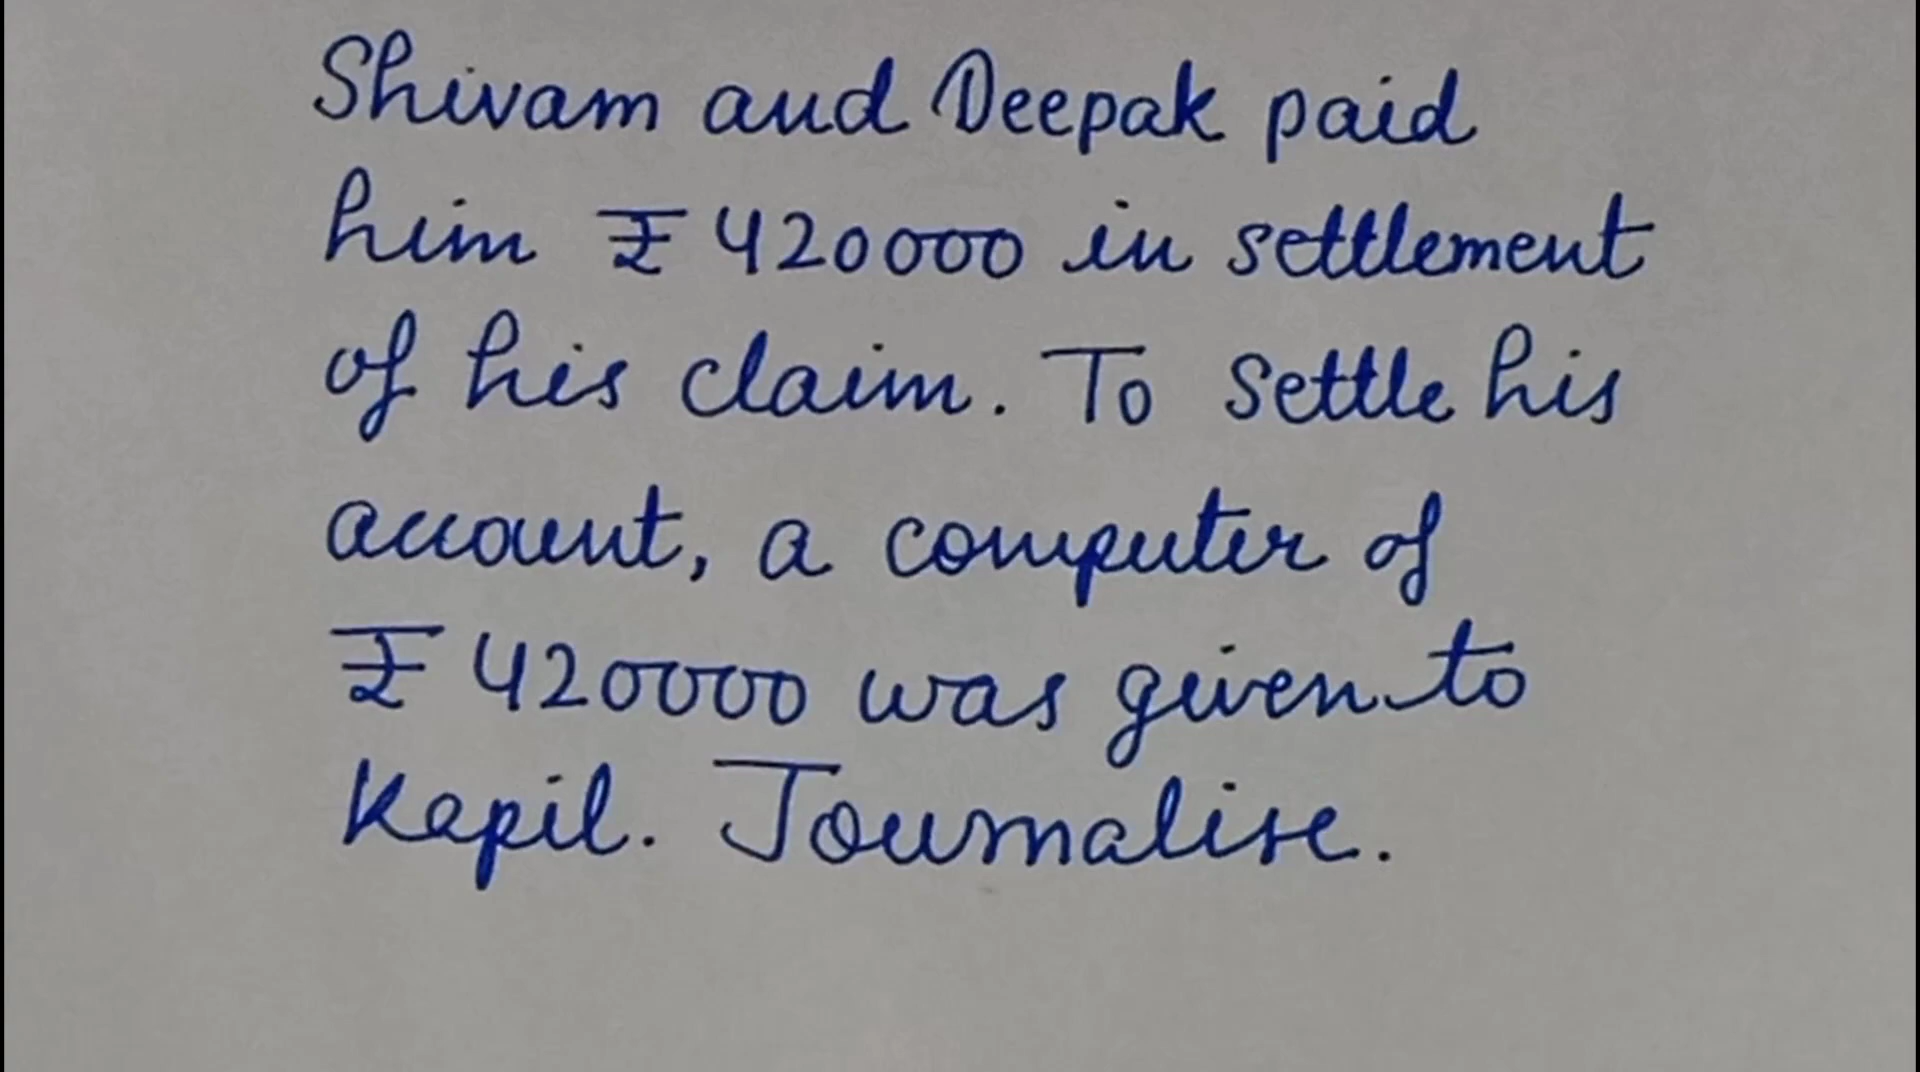 Shivam and Deepak paid
him ₹ 420000 in settlement
of his claim. To settle his
account, a computer of
₹ 420000 was given to
Kapil. Journalise.